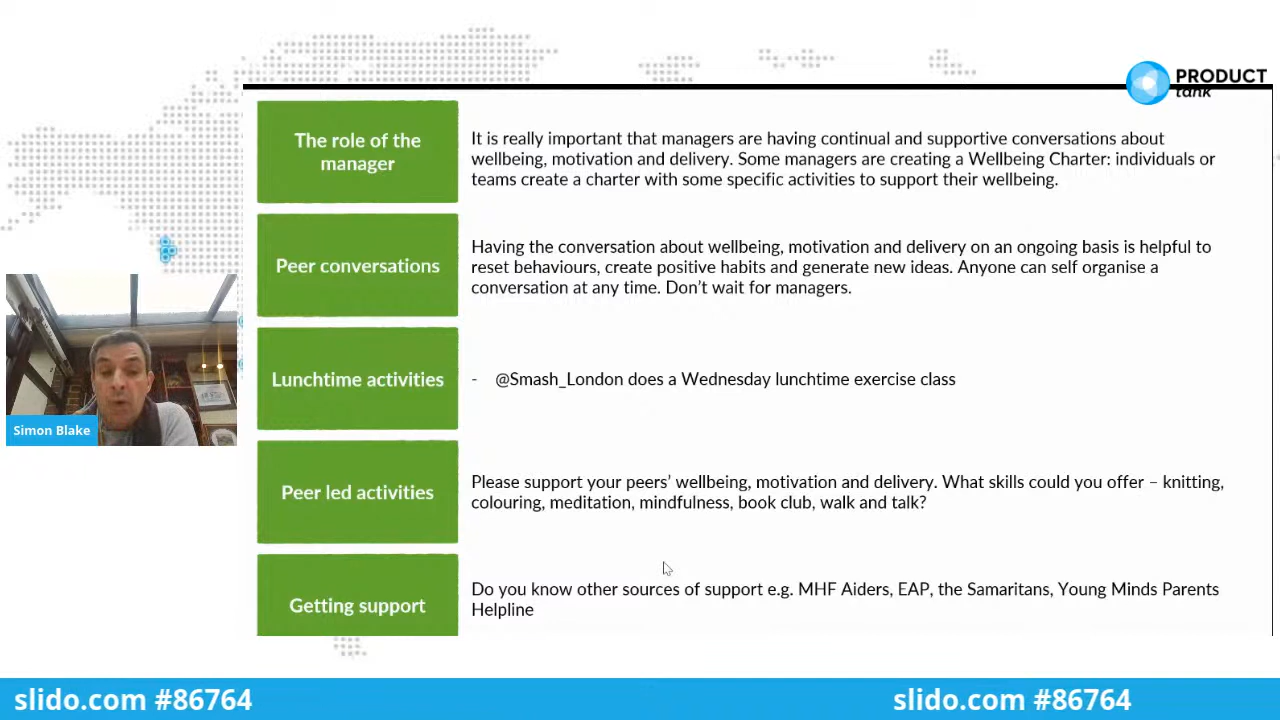 PRODUCT
tank
The role of the
manager
It is really important that managers are having continual and supportive conversations about
wellbeing, motivation and delivery. Some managers are creating a Wellbeing Charter: individuals or
teams create a charter with some specific activities to support their wellbeing.
Peer conversations
Having the conversation about wellbeing, motivation and delivery on an ongoing basis is helpful to
reset behaviours, create positive habits and generate new ideas. Anyone can self organise a
conversation at any time. Don’t wait for managers.
Lunchtime activities
- @Smash_London does a Wednesday lunchtime exercise class
Simon Blake
Peer led activities
Please support your peers’ wellbeing, motivation and delivery. What skills could you offer – knitting,
colouring, meditation, mindfulness, book club, walk and talk?
Getting support
Do you know other sources of support e.g. MHF Aiders, EAP, the Samaritans, Young Minds Parents
Helpline
slido.com #86764
slido.com #86764